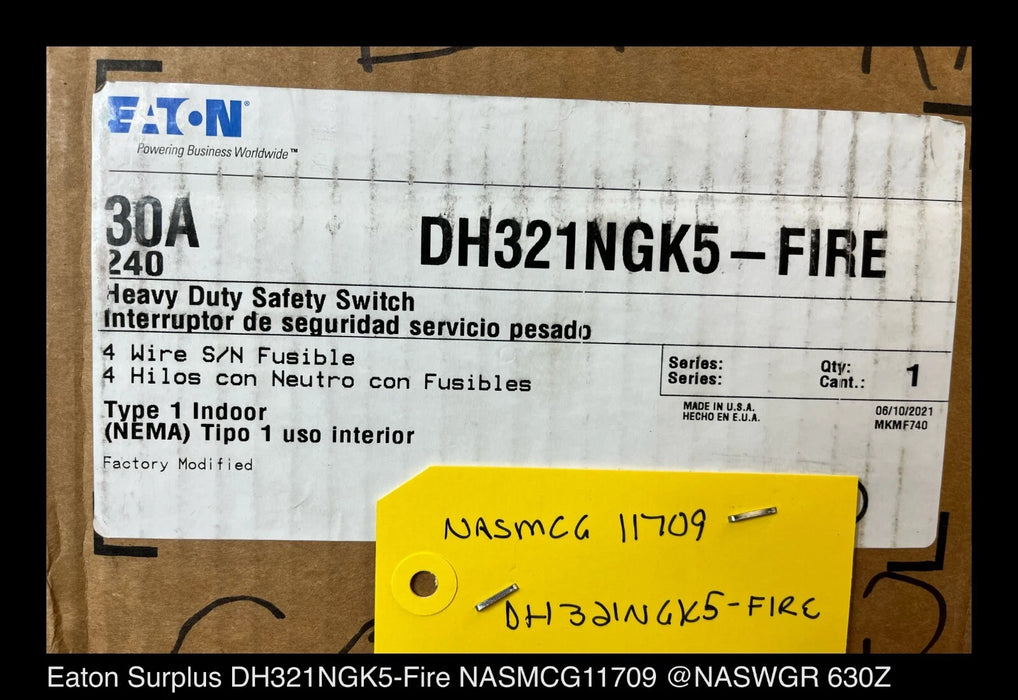 EATON®
Powering Business Worldwide™
30A
240
DH321NGK5-FIRE
Heavy Duty Safety Switch
Interruptor de seguridad servicio pesado
4 Wire S/N Fusible
4 Hilos con Neutro con Fusibles
Series:
Series:
Qty:
Cant.:
1
Type 1 Indoor
(NEMA) Tipo 1 uso interior
MADE IN U.S.A.
HECHO EN E.U.A.
06/10/2021
MKMF740
Factory Modified
NASMCG 11709
DH321NGK5-FIRE
Eaton Surplus DH321NGK5-Fire NASMCG11709 @NASWGR 630Z